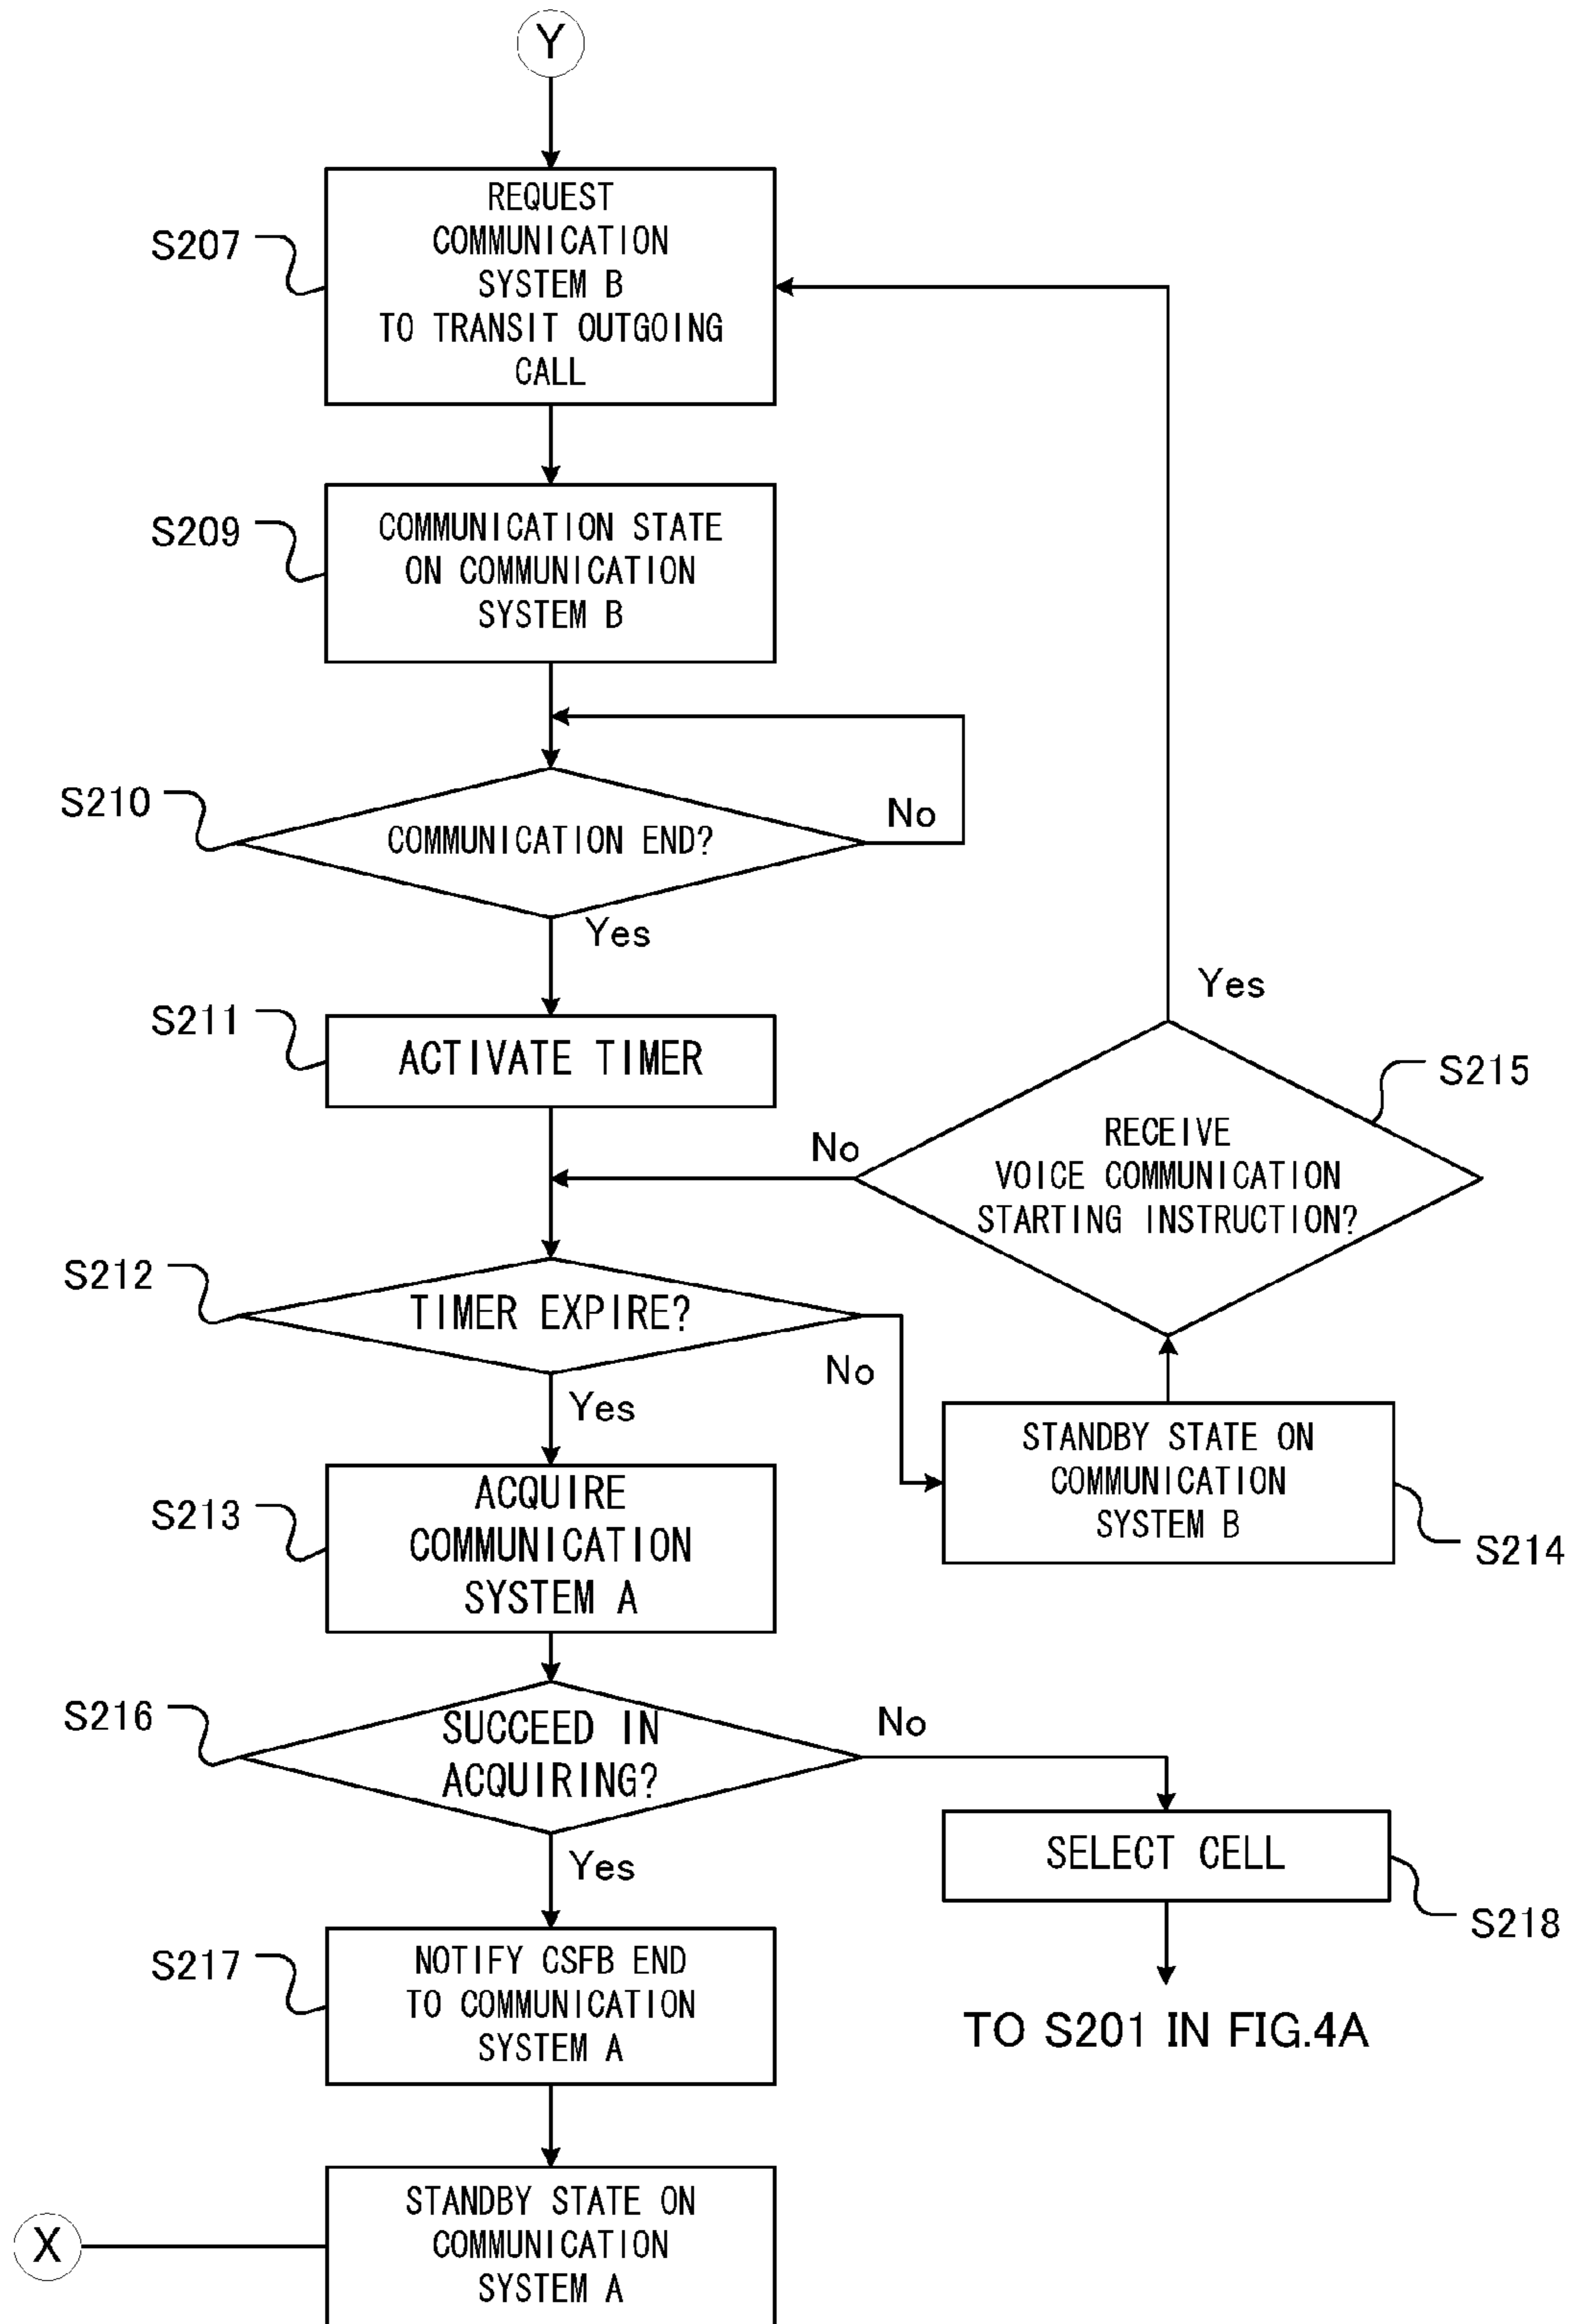 Y
S207
REQUEST
COMMUNICATION
SYSTEM B
TO TRANSIT OUTGOING
CALL
S209
COMMUNICATION STATE
ON COMMUNICATION
SYSTEM B
S210
COMMUNICATION END?
No
Yes
S211
ACTIVATE TIMER
Yes
S215
RECEIVE
VOICE COMMUNICATION
STARTING INSTRUCTION?
No
S212
TIMER EXPIRE?
No
Yes
S214
STANDBY STATE ON
COMMUNICATION
SYSTEM B
S213
ACQUIRE
COMMUNICATION
SYSTEM A
S216
SUCCEED IN
ACQUIRING?
No
Yes
SELECT CELL
S218
TO S201 IN FIG.4A
S217
NOTIFY CSFB END
TO COMMUNICATION
SYSTEM A
X
STANDBY STATE ON
COMMUNICATION
SYSTEM A